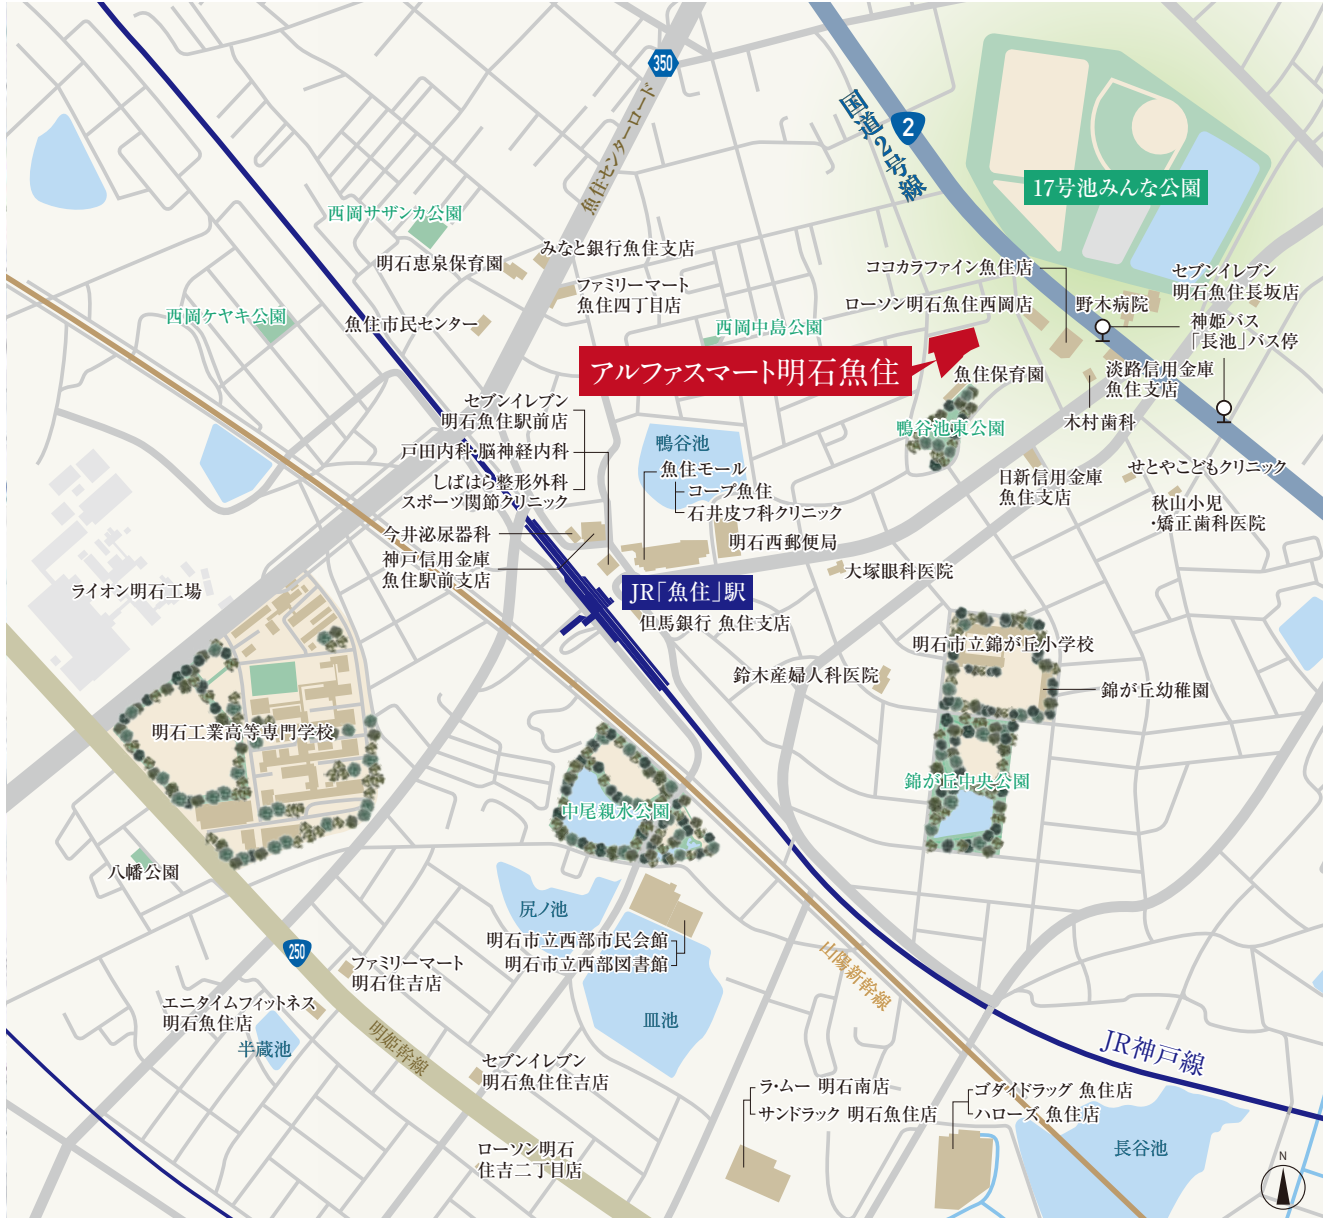 350
魚住センターロード
国道2号線
2
17号池みんな公園
西岡サザンカ公園
明石恵泉保育園
みなと銀行魚住支店
ファミリーマート
魚住四丁目店
ココカラファイン魚住店
ローソン明石魚住西岡店
野木病院
セブンイレブン
明石魚住長坂店
神姫バス
「長池」バス停
西岡ケヤキ公園
魚住市民センター
西岡中島公園
アルファスマート明石魚住
魚住保育園
淡路信用金庫
魚住支店
木村歯科
鴨谷池東公園
セブンイレブン
明石魚住駅前店
戸田内科・脳神経内科
しばはら整形外科
スポーツ関節クリニック
今井泌尿器科
神戸信用金庫
魚住駅前支店
鴨谷池
魚住モール
コープ魚住
石井皮フ科クリニック
明石西郵便局
日新信用金庫
魚住支店
せとやこどもクリニック
秋山小児
・矯正歯科医院
大塚眼科医院
ライオン明石工場
JR「魚住」駅
但馬銀行 魚住支店
鈴木産婦人科医院
明石市立錦が丘小学校
錦が丘幼稚園
明石工業高等専門学校
錦が丘中央公園
中尾親水公園
八幡公園
尻ノ池
明石市立西部市民会館
明石市立西部図書館
250
ファミリーマート
明石住吉店
エニタイムフィットネス
明石魚住店
半蔵池
明姫幹線
皿池
山陽新幹線
JR神戸線
セブンイレブン
明石魚住住吉店
ラ・ムー 明石南店
サンドラック 明石魚住店
ゴダイドラッグ 魚住店
ハローズ 魚住店
ローソン明石
住吉二丁目店
長谷池
N